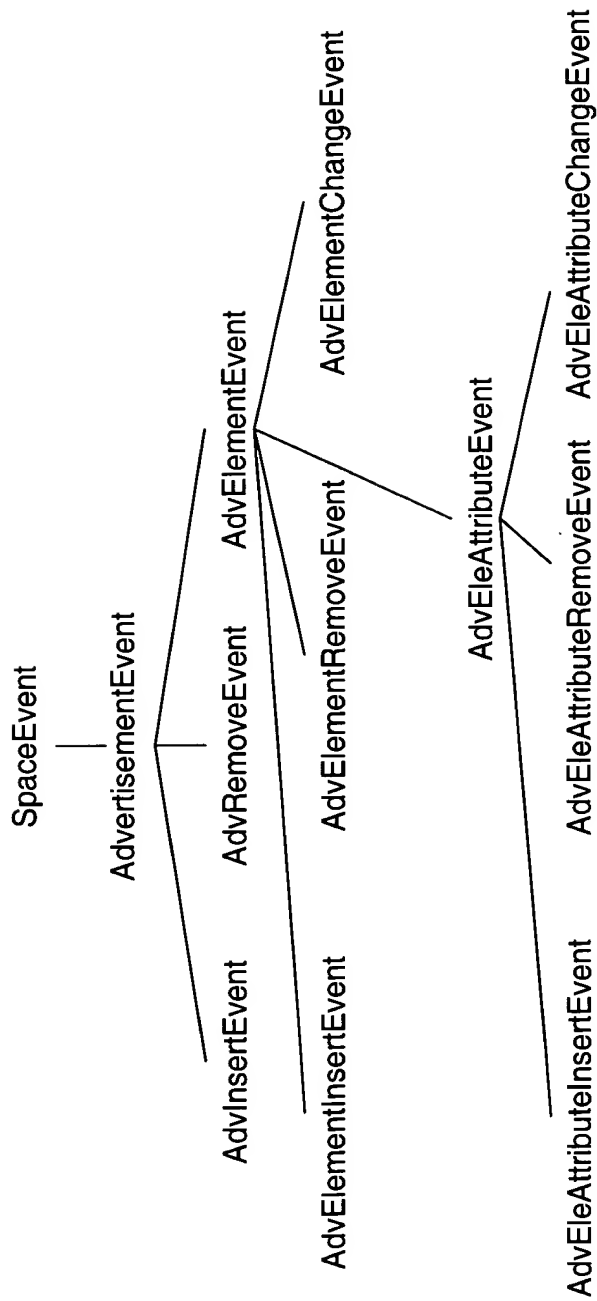 SpaceEvent
AdvertisementEvent
AdvInsertEvent AdvRemoveEvent AdvElementEvent
AdvElementInsertEvent AdvElementRemoveEvent AdvElementChangeEvent
AdvEleAttributeEvent
AdvEleAttributeInsertEvent AdvEleAttributeRemoveEvent AdvEleAttributeChangeEvent